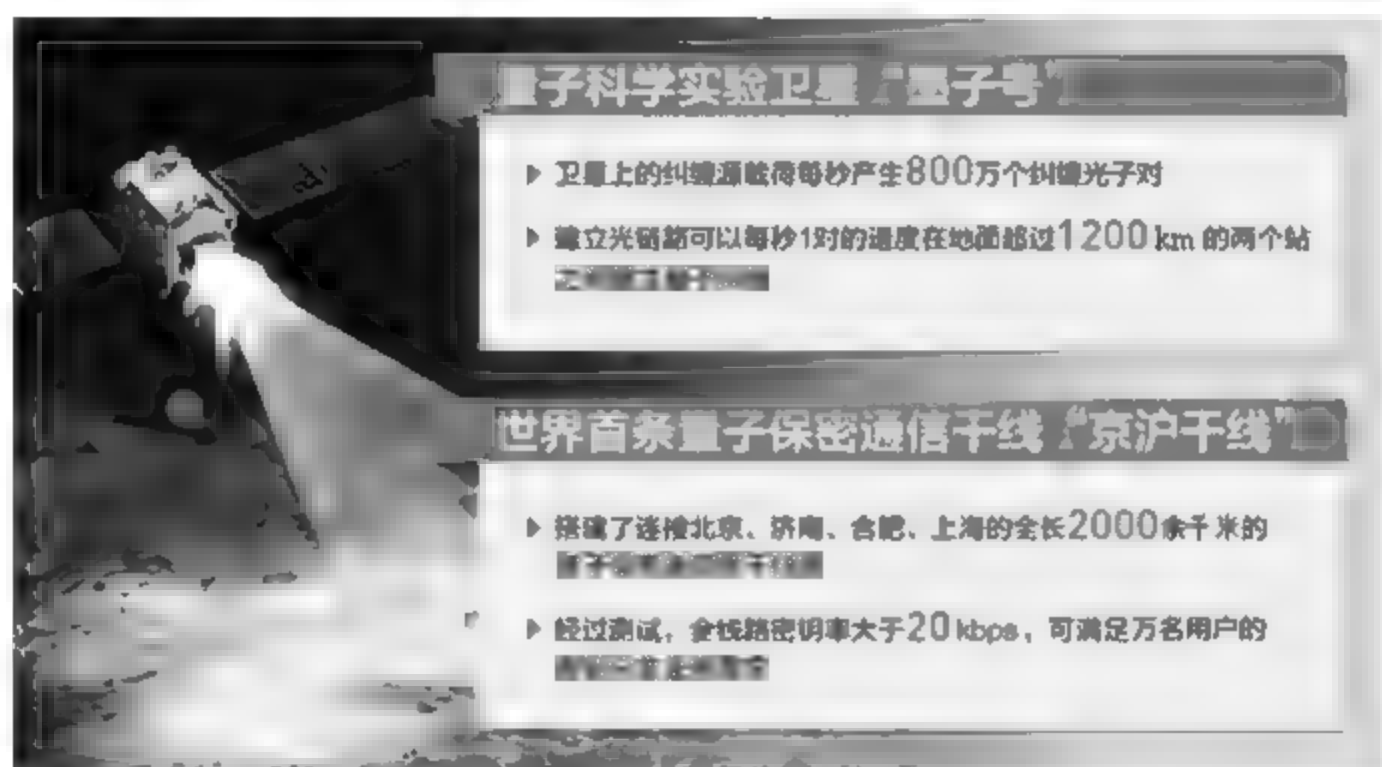 量子科学实验卫星“墨子号”
卫星上的纠缠源载荷每秒产生800万个纠缠光子对
建立光链路可以每秒1对的速度在地面超过1200 km 的两个站
世界首条量子保密通信干线“京沪干线”
搭建了连接北京、济南、合肥、上海的全长2000余千米的
经过测试，全线路密钥率大于20 kbps，可满足万名用户的